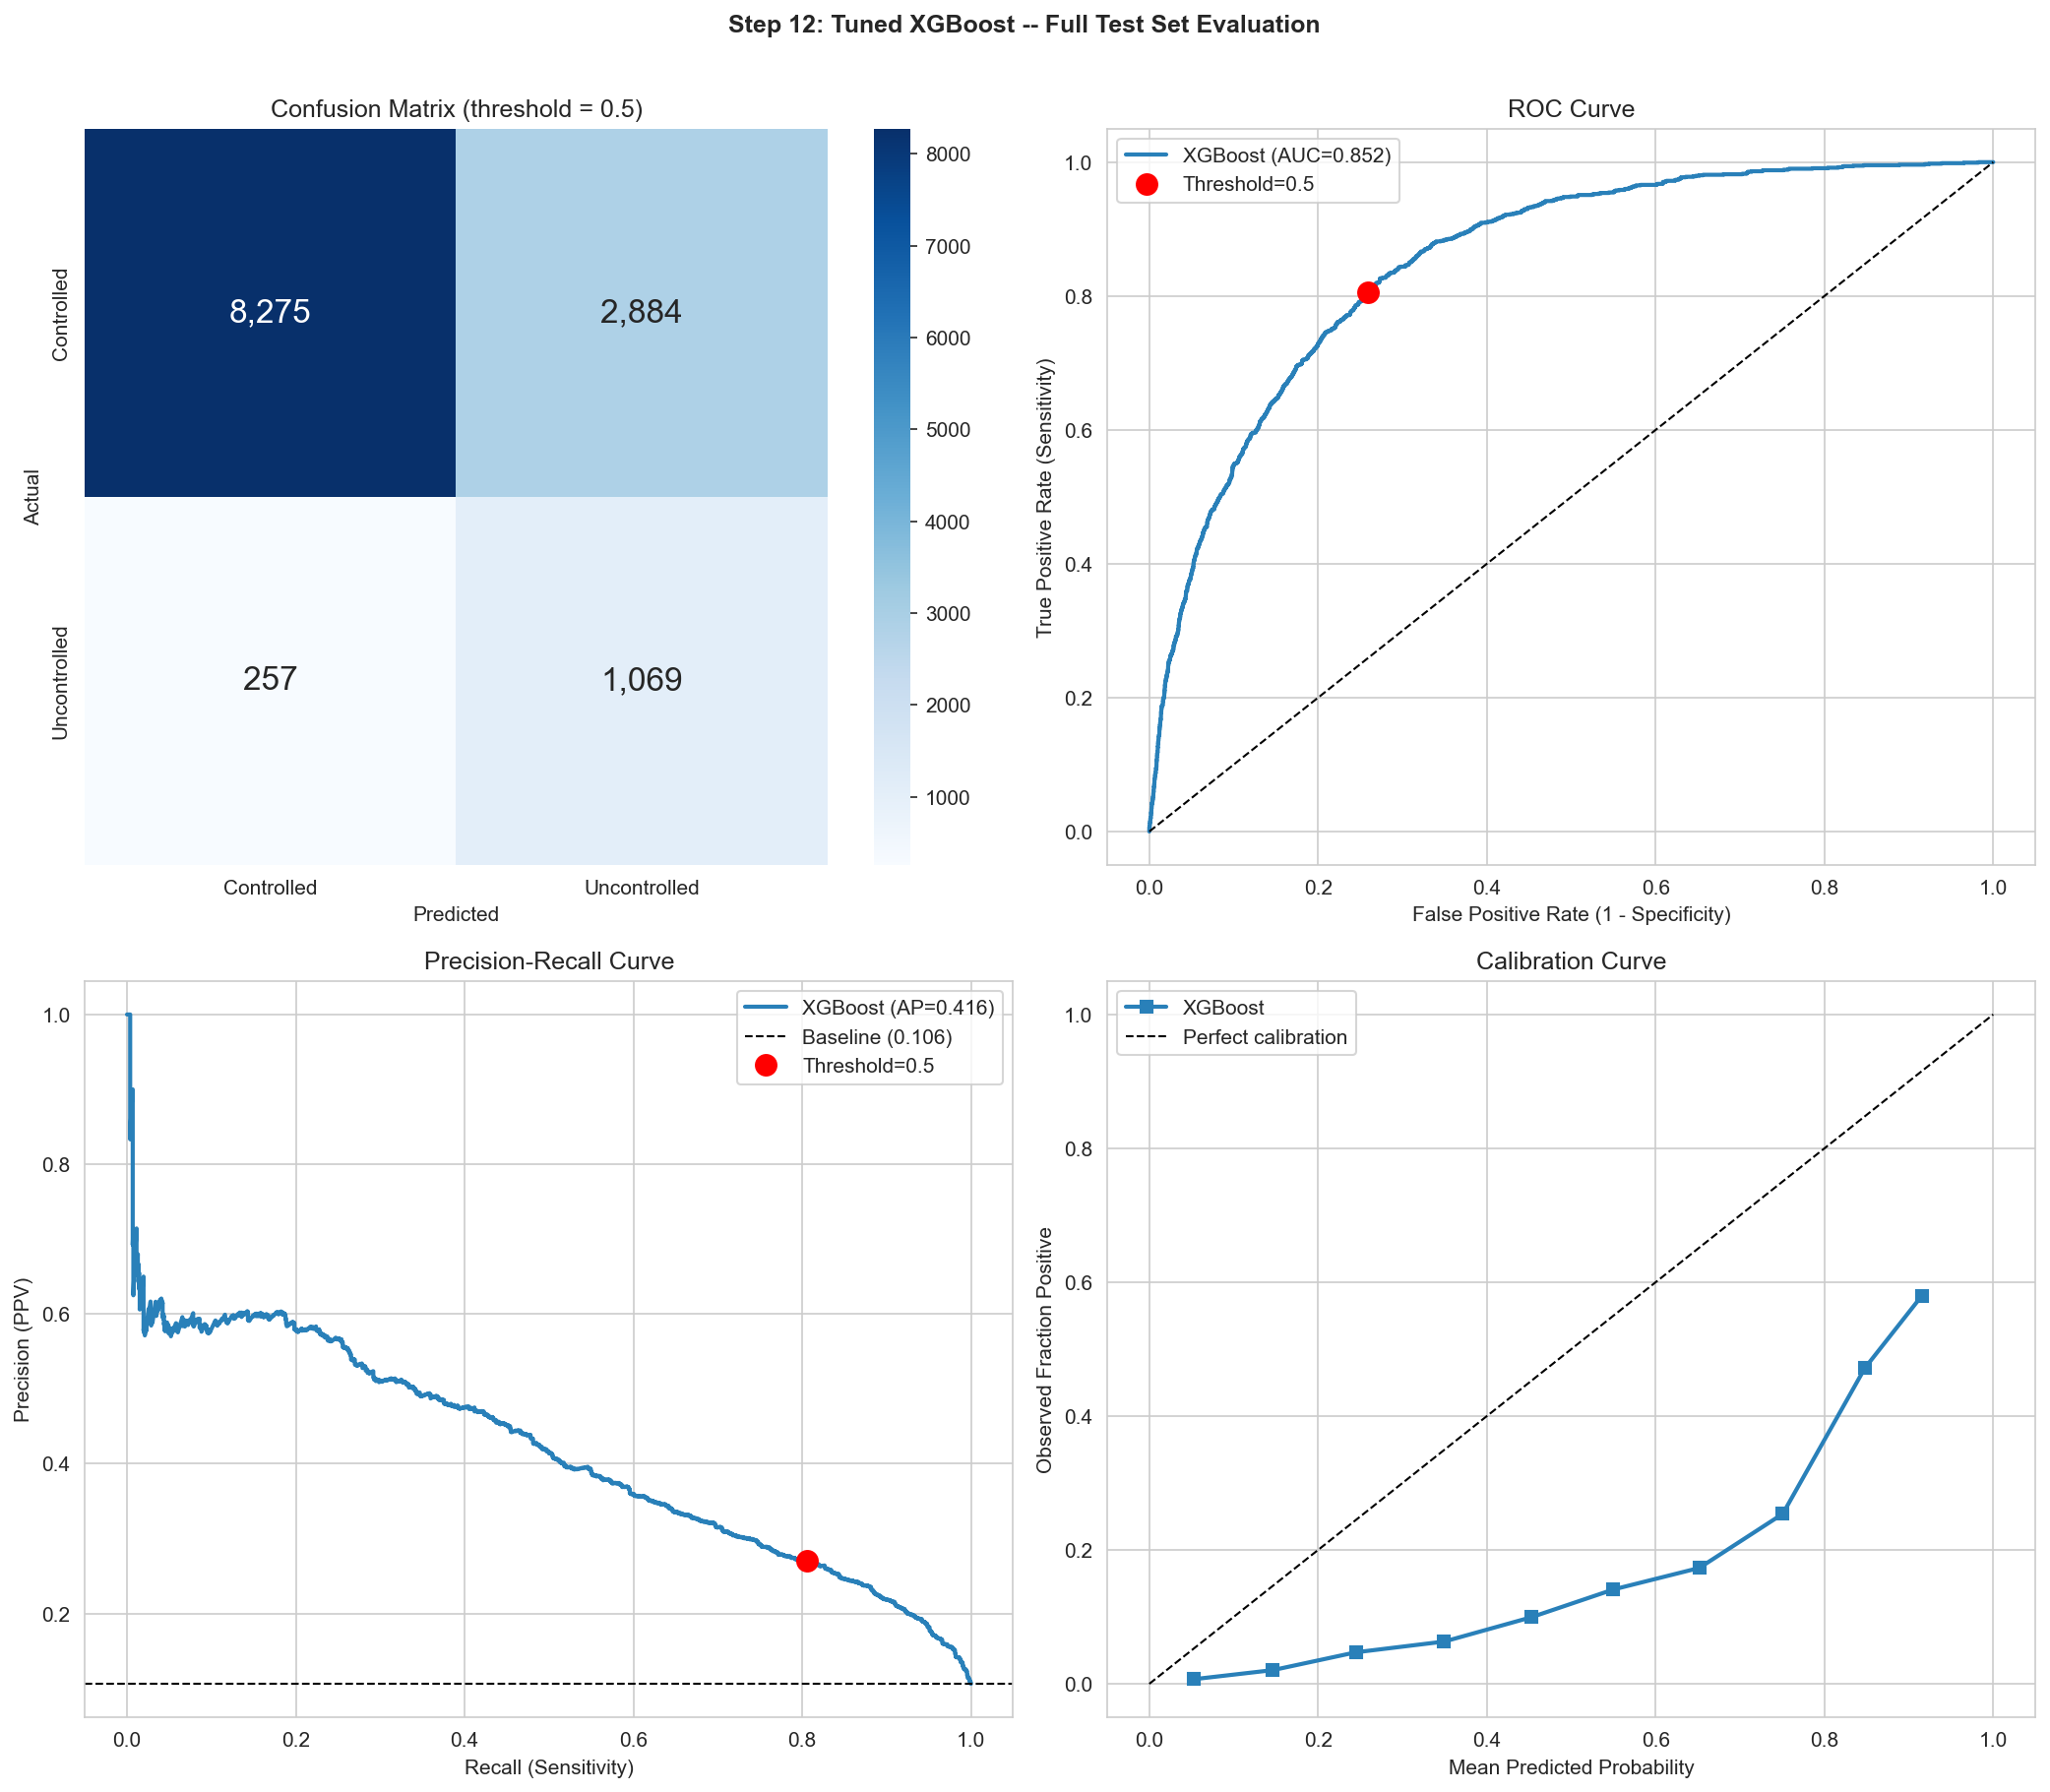 Step 12: Tuned XGBoost -- Full Test Set Evaluation
Confusion Matrix (threshold = 0.5)
Actual
Controlled
Uncontrolled
8,275
2,884
257
1,069
Controlled
Uncontrolled
Predicted
8000
7000
6000
5000
4000
3000
2000
1000
ROC Curve
XGBoost (AUC=0.852)
Threshold=0.5
True Positive Rate (Sensitivity)
1.0
0.8
0.6
0.4
0.2
0.0
0.0
0.2
0.4
0.6
0.8
1.0
False Positive Rate (1 - Specificity)
Precision-Recall Curve
XGBoost (AP=0.416)
Baseline (0.106)
Threshold=0.5
Precision (PPV)
1.0
0.8
0.6
0.4
0.2
0.0
0.2
0.4
0.6
0.8
1.0
Recall (Sensitivity)
Calibration Curve
XGBoost
Perfect calibration
Observed Fraction Positive
1.0
0.8
0.6
0.4
0.2
0.0
0.0
0.2
0.4
0.6
0.8
1.0
Mean Predicted Probability